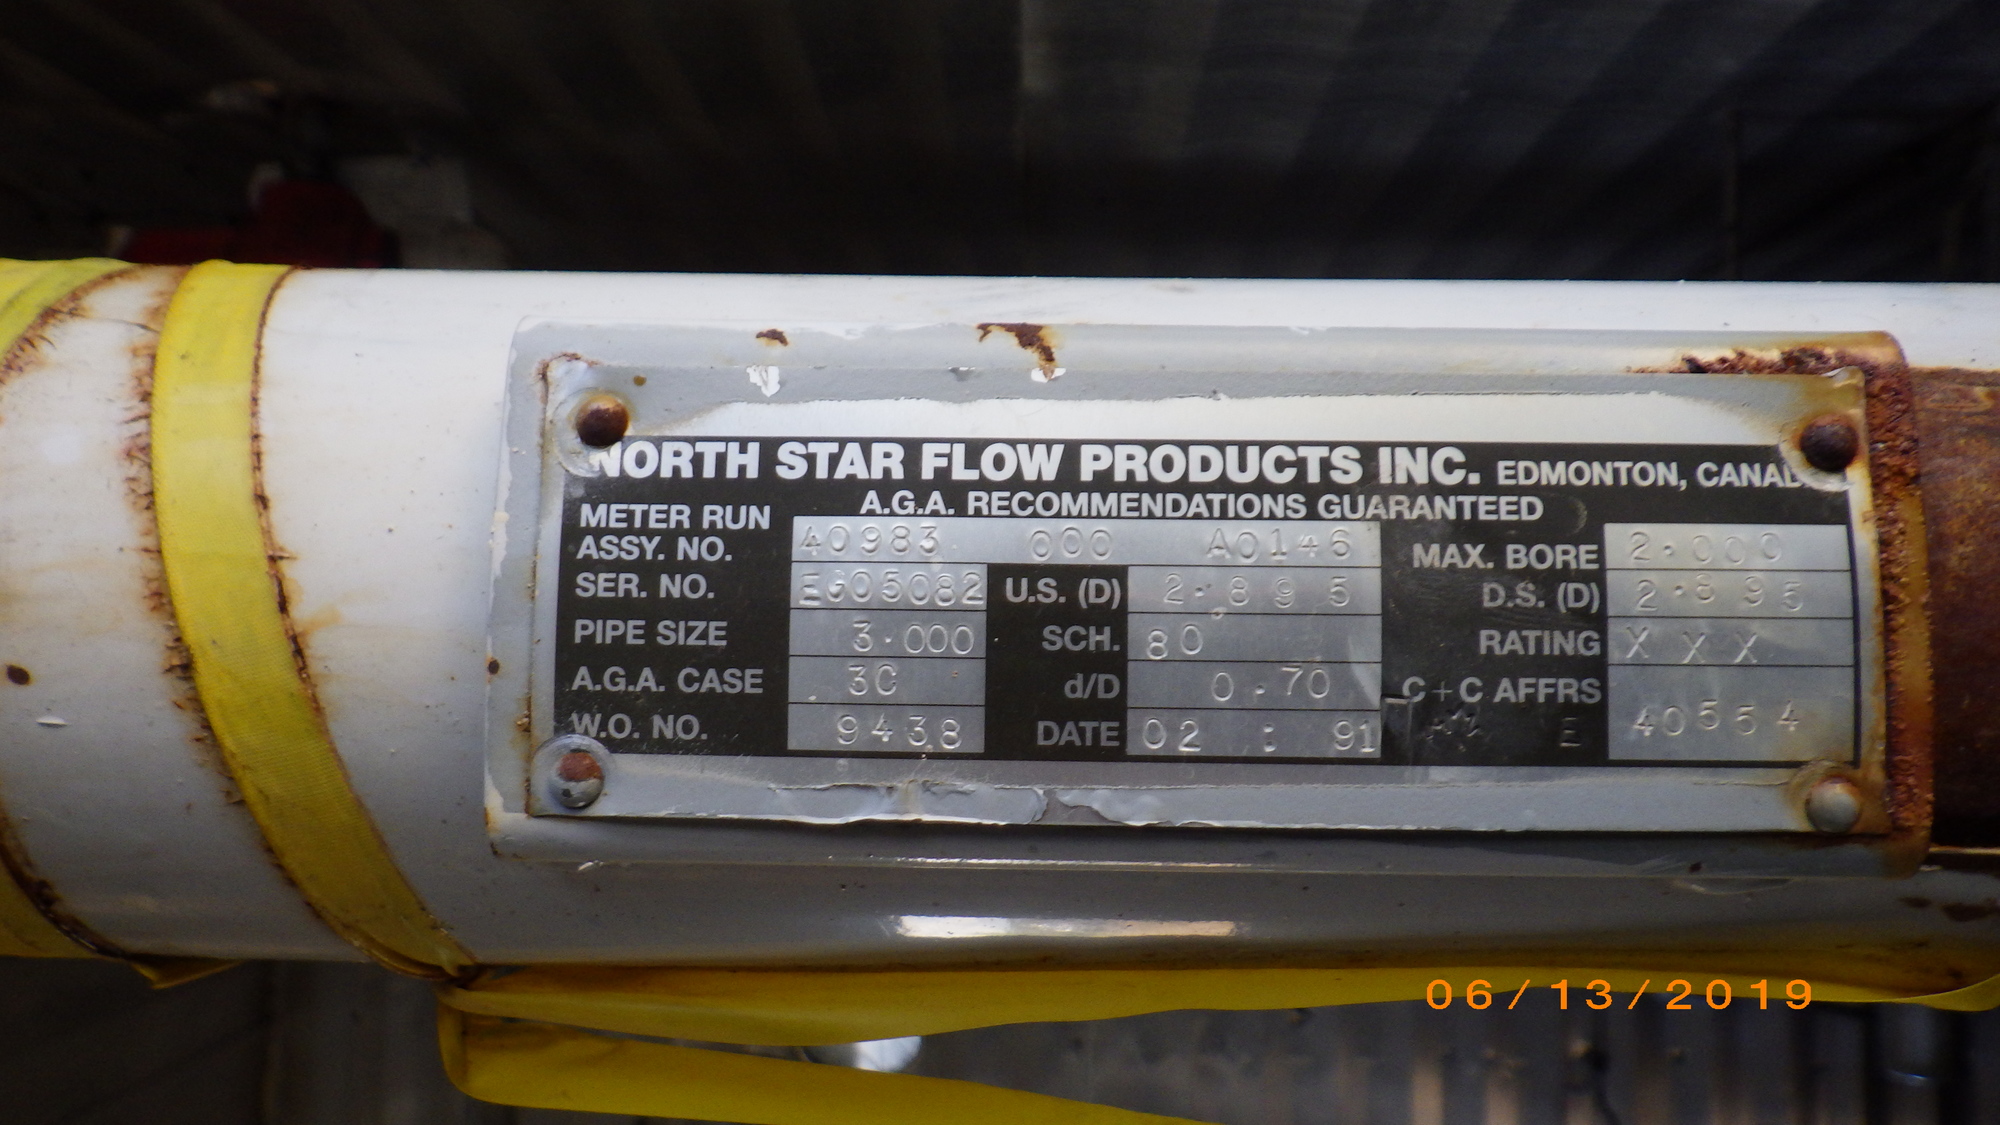 NORTH STAR FLOW PRODUCTS INC. EDMONTON, CANAD
A.G.A. RECOMMENDATIONS GUARANTEED
METER RUN
ASSY. NO. 40983 000 A0146 MAX. BORE 2.000
SER. NO. EG05082 U.S. (D) 2.895 D.S. (D) 2.895
PIPE SIZE 3.000 SCH. 80 RATING X X X
A.G.A. CASE 30 d/D 0.70 C+C AFFRS 40554
W.O. NO. 9438 DATE 02 : 91 E
06/13/2019